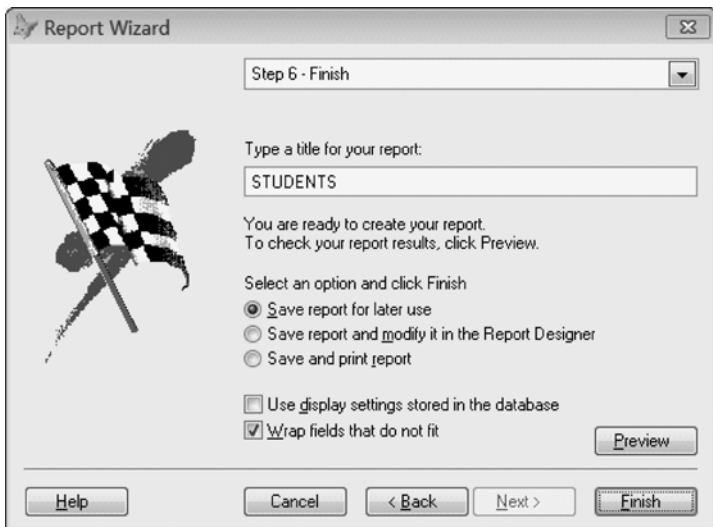 Report Wizard
Step 6 - Finish
Type a title for your report:
STUDENTS
You are ready to create your report.
To check your report results, click Preview.
Select an option and click Finish
Save report for later use
Save report and modify it in the Report Designer
Save and print report
Use display settings stored in the database
Wrap fields that do not fit
Preview
Help Cancel < Back Next > Finish